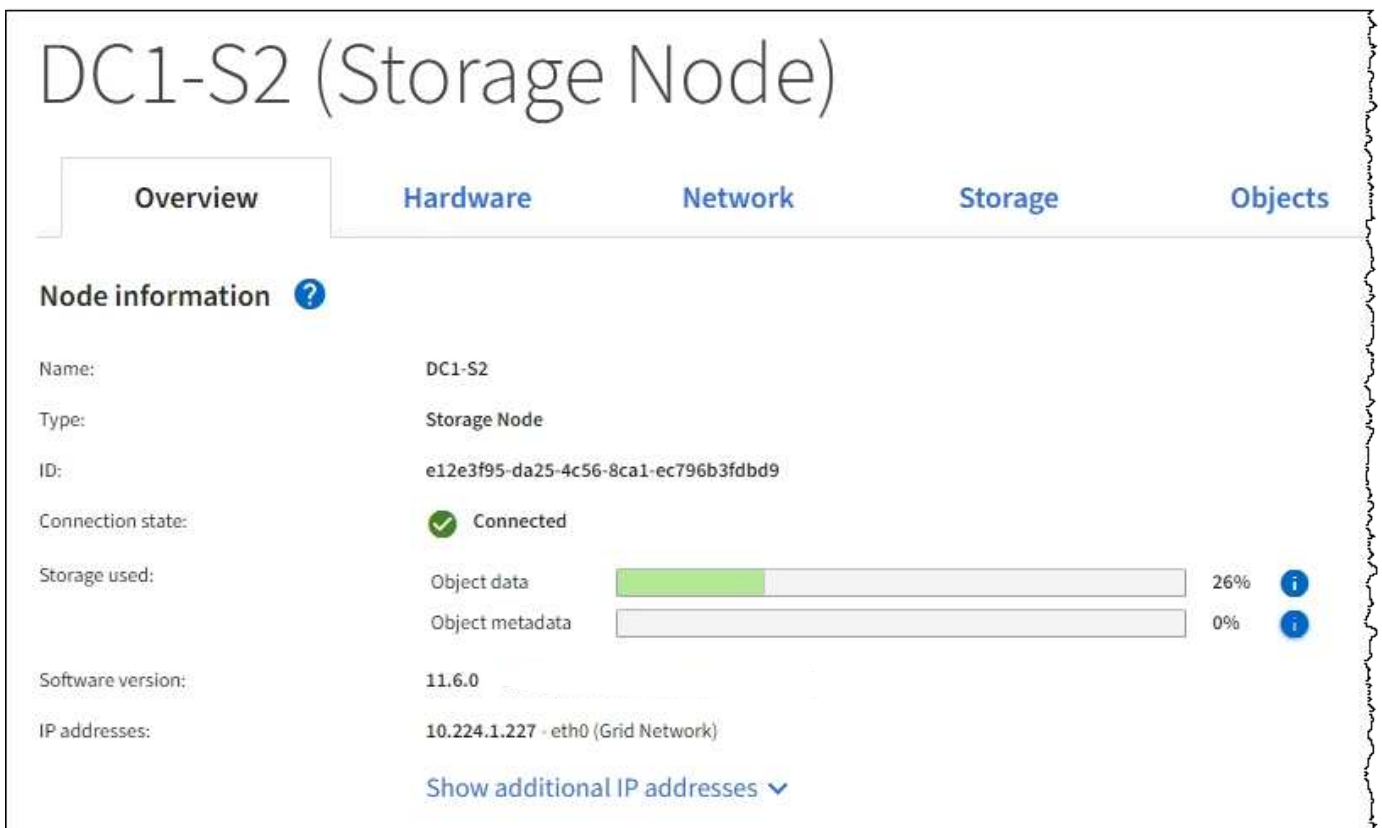 DC1-S2 (Storage Node)
Overview Hardware Network Storage Objects
Node information ?
Name: DC1-S2
Type: Storage Node
ID: e12e3f95-da25-4c56-8ca1-ec796b3fdbd9
Connection state: Connected
Storage used: Object data 26% i
Object metadata 0% i
Software version: 11.6.0
IP addresses: 10.224.1.227 - eth0 (Grid Network)
Show additional IP addresses